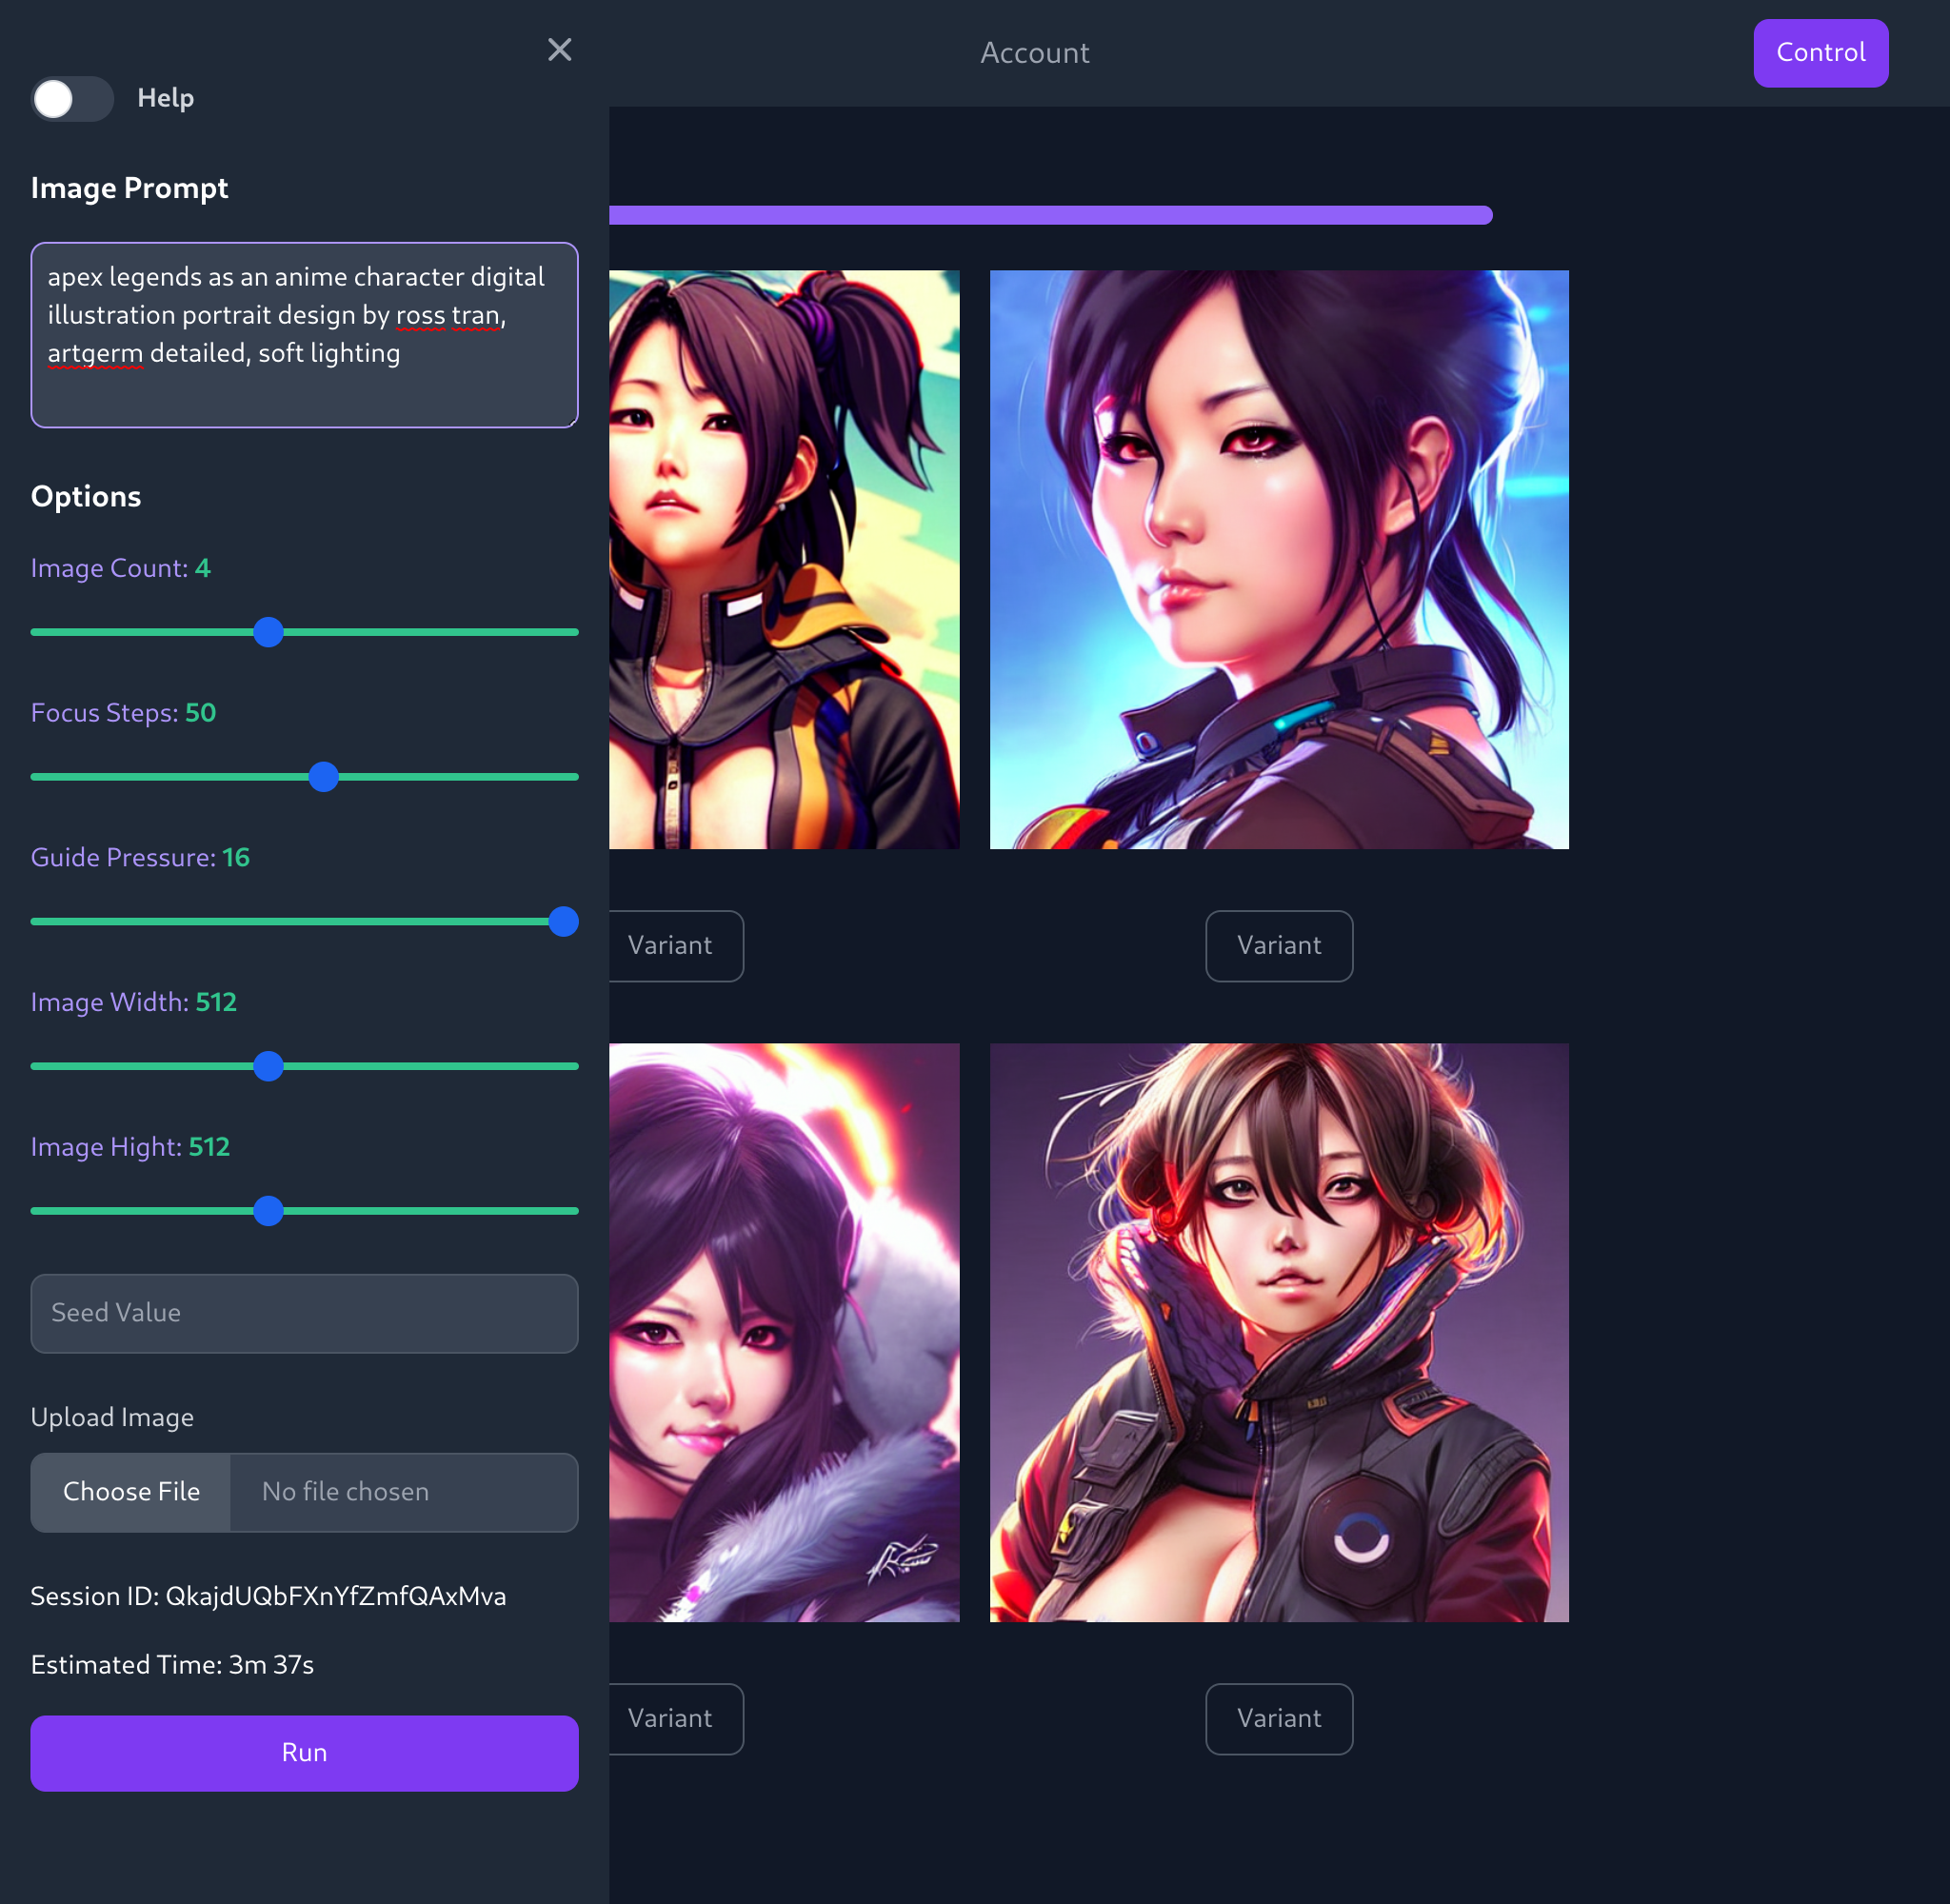 Account
Control
Help
Image Prompt
apex legends as an anime character digital
illustration portrait design by ross tran,
artgerm detailed, soft lighting
Options
Image Count: 4
Focus Steps: 50
Guide Pressure: 16
Image Width: 512
Image Hight: 512
Seed Value
Upload Image
Choose File
No file chosen
Session ID: QkajdUQbFXnYfZmfQAxMva
Estimated Time: 3m 37s
Run
Variant
Variant
Variant
Variant